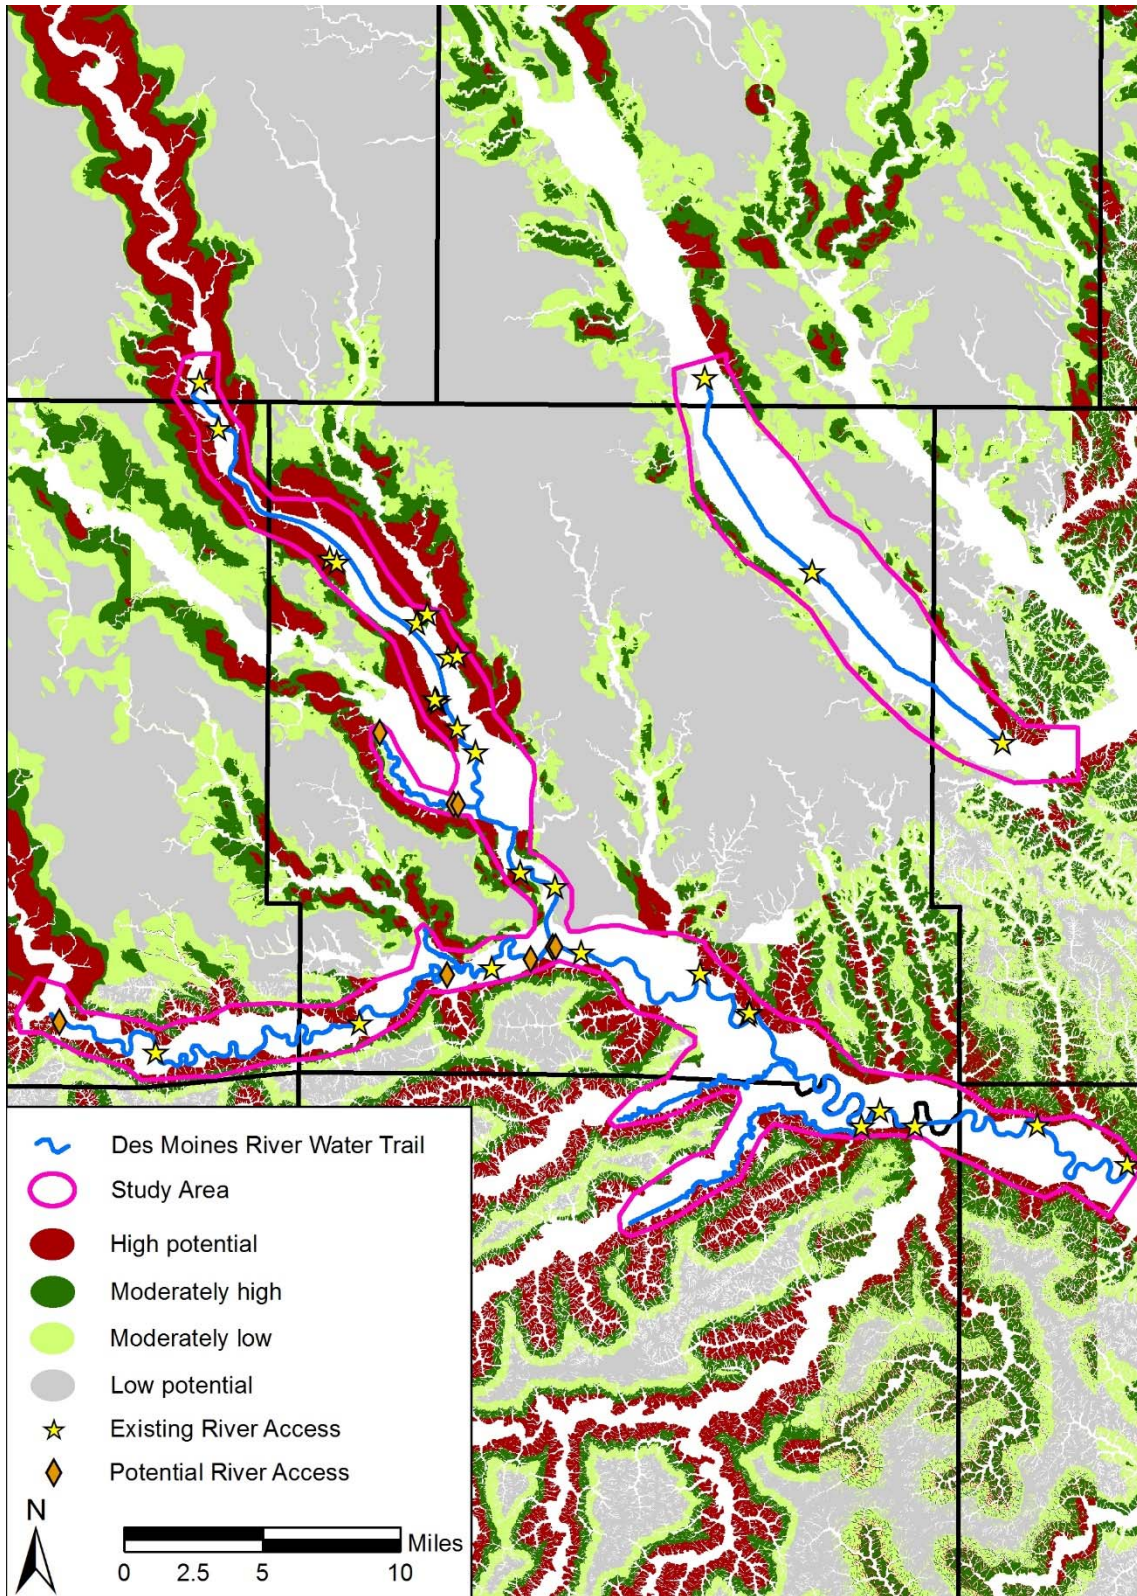 Des Moines River Water Trail
Study Area
High potential
Moderately high
Moderately low
Low potential
Existing River Access
Potential River Access
N
Miles
0 2.5 5 10